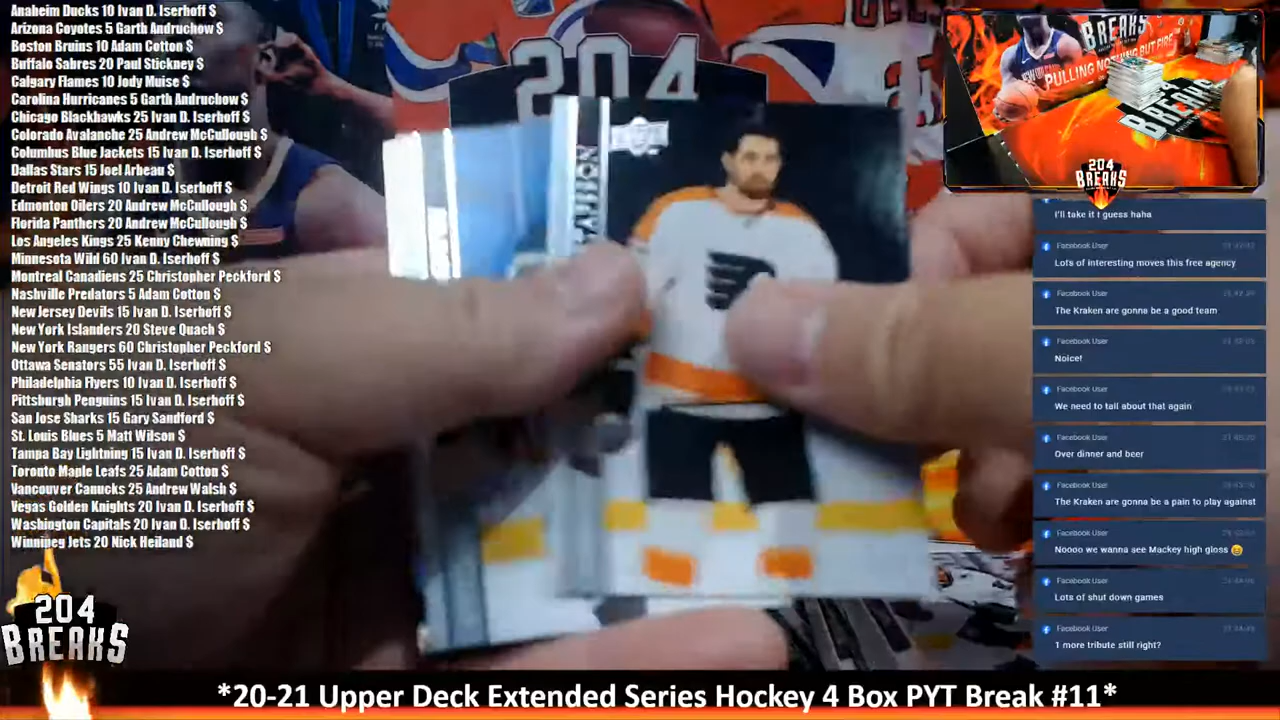 Anaheim Ducks 10 Ivan D. Iserhoff $
Arizona Coyotes 5 Garth Andruchow $
Boston Bruins 10 Adam Cotton $
Buffalo Sabres 20 Paul Stickney $
Calgary Flames 10 Jody Muise $
Carolina Hurricanes 5 Garth Andruchow $
Chicago Blackhawks 25 Ivan D. Iserhoff $
Colorado Avalanche 25 Andrew McCullough $
Columbus Blue Jackets 15 Ivan D. Iserhoff $
Dallas Stars 15 Joel Arbeau $
Detroit Red Wings 10 Ivan D. Iserhoff $
Edmonton Oilers 20 Andrew McCullough $
Florida Panthers 20 Andrew McCullough $
Los Angeles Kings 25 Kenny Chewning $
Minnesota Wild 60 Ivan D. Iserhoff $
Montreal Canadiens 25 Christopher Peckford $
Nashville Predators 5 Adam Cotton $
New Jersey Devils 15 Ivan D. Iserhoff $
New York Islanders 20 Steve Quach $
New York Rangers 60 Christopher Peckford $
Ottawa Senators 55 Ivan D. Iserhoff $
Philadelphia Flyers 10 Ivan D. Iserhoff $
Pittsburgh Penguins 15 Ivan D. Iserhoff $
San Jose Sharks 15 Gary Sandford $
St. Louis Blues 5 Matt Wilson $
Tampa Bay Lightning 15 Ivan D. Iserhoff $
Toronto Maple Leafs 25 Adam Cotton $
Vancouver Canucks 25 Andrew Walsh $
Vegas Golden Knights 20 Ivan D. Iserhoff $
Washington Capitals 20 Ivan D. Iserhoff $
Winnipeg Jets 20 Nick Heiland $
204
BREAKS
204
BREAKS
PULLING NOTHING BUT FIRE
204
BREAKS
204
BREAKS
I'll take it I guess haha
Facebook User
Lots of interesting moves this free agency
Facebook User
The Kraken are gonna be a good team
Facebook User
Noice!
Facebook User
We need to tall about that again
Facebook User
Over dinner and beer
Facebook User
The Kraken are gonna be a pain to play against
Facebook User
Noooo we wanna see Mackey high gloss 😆
Facebook User
Lots of shut down games
Facebook User
1 more tribute still right?
*20-21 Upper Deck Extended Series Hockey 4 Box PYT Break #11*